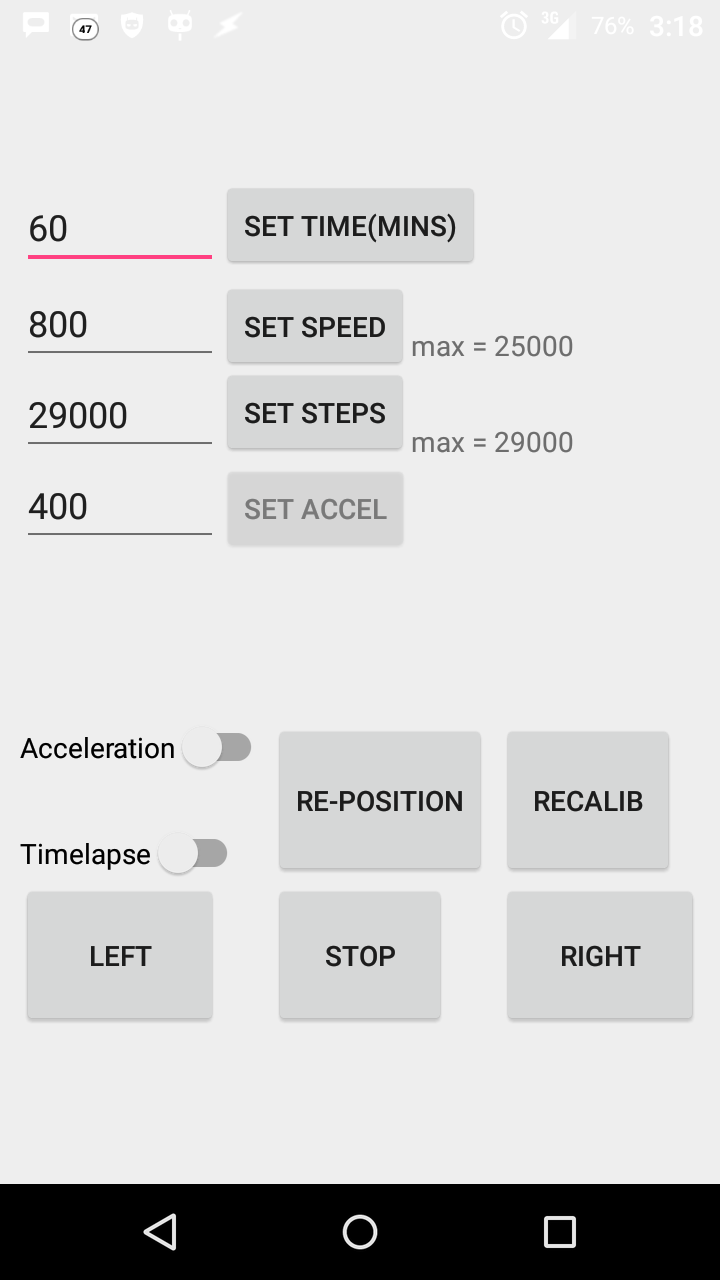 47 3G 76% 3:18
60 SET TIME(MINS)
800 SET SPEED max = 25000
29000 SET STEPS max = 29000
400 SET ACCEL
Acceleration
RE-POSITION RECALIB
Timelapse
LEFT STOP RIGHT